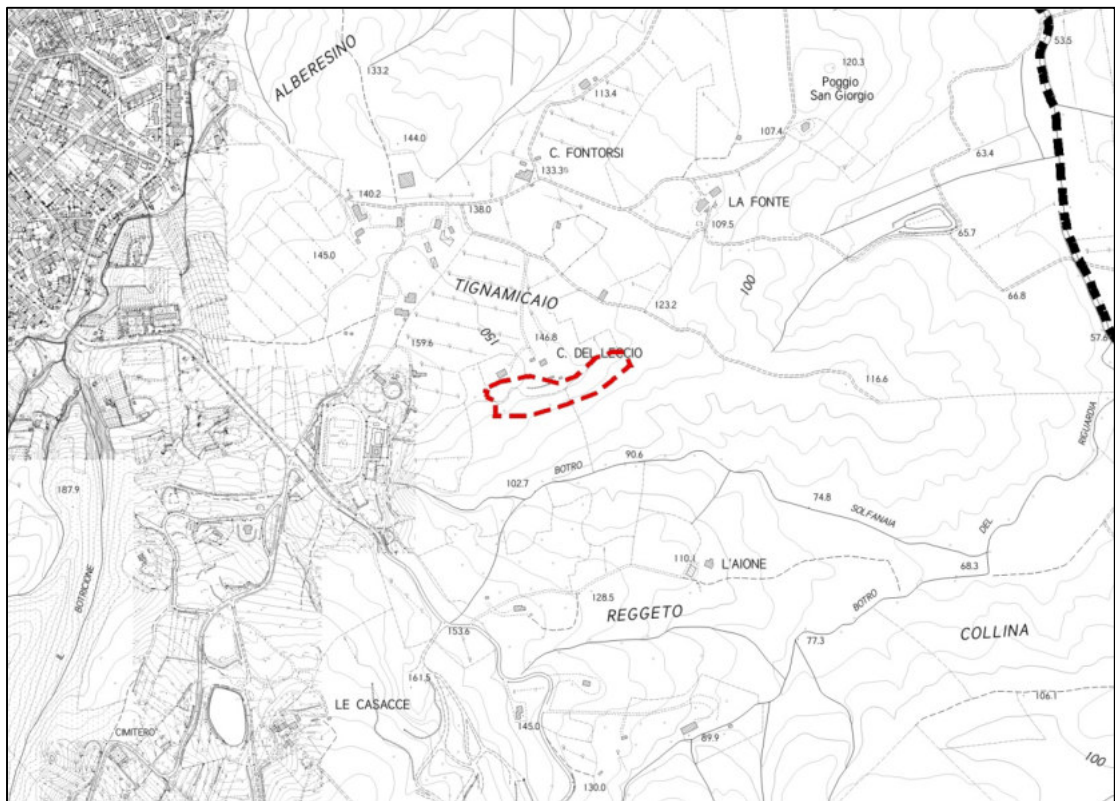 53.5
ALBERESINO
133.2
120.3
Poggio
San Giorgio
113.4
107.4
144.0
C. FONTORSI
133.3
63.4
140.2
138.0
LA FONTE
109.5
65.7
145.0
TIGNAMICAIO
100
66.8
123.2
150
146.8
159.6
C. DEL LECCIO
57.8
116.6
RIGUARDIA
90.6
BOTRO
102.7
187.9
74.8
SOLFANAIA
DEL
110.1
L'AIONE
68.3
BOTRICIONE
128.5
BOTRO
REGGETO
153.6
77.3
COLLINA
161.5
LE CASACCE
106.1
CIMITERO
145.0
89.9
100
130.0